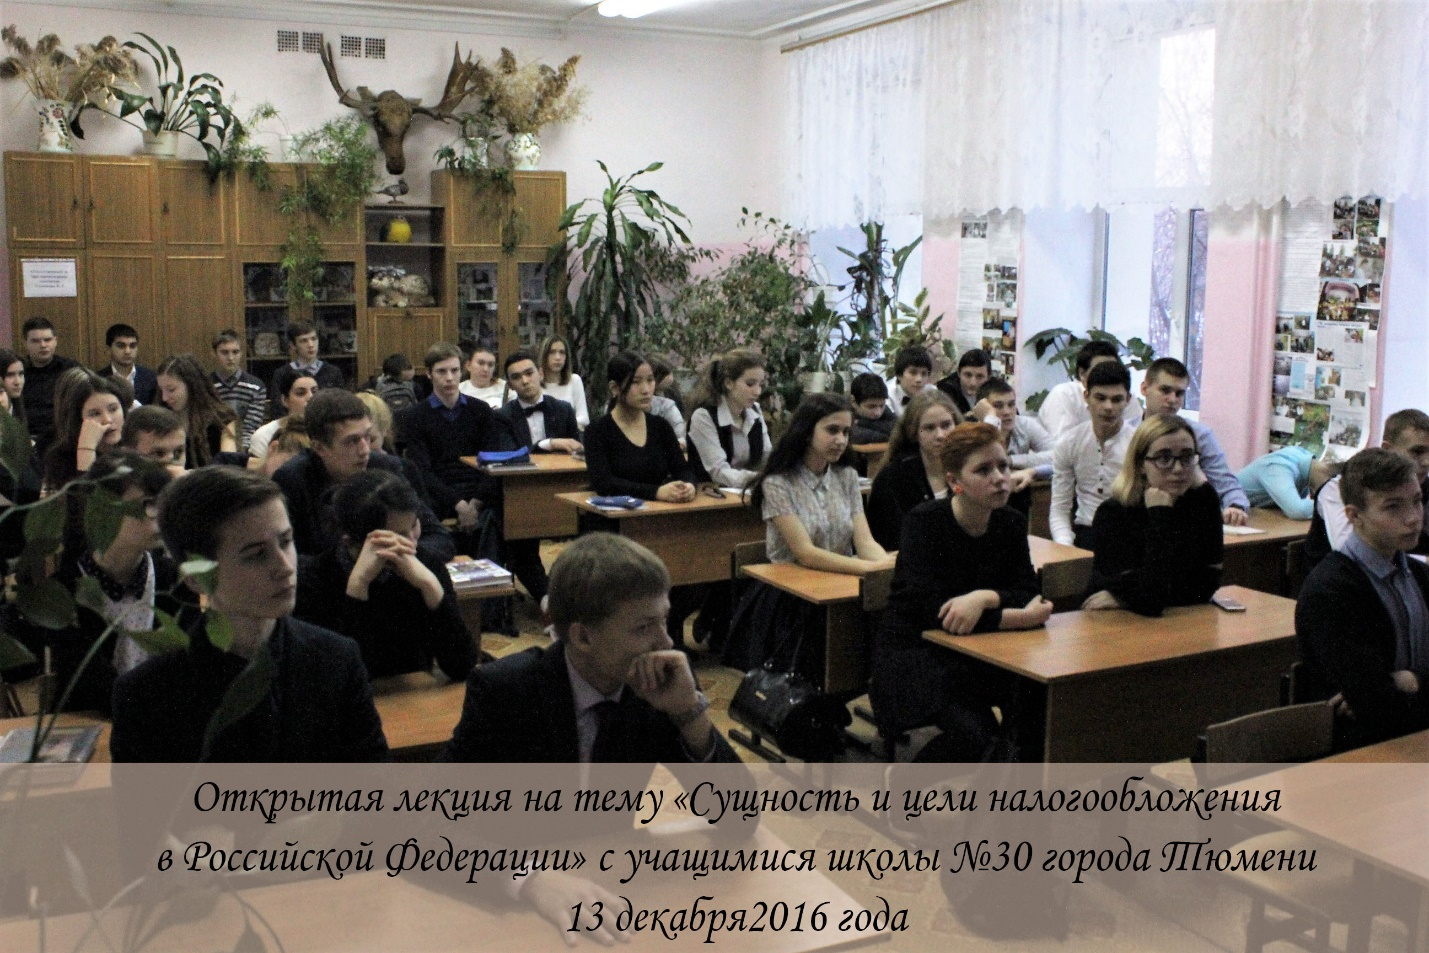 Открытая лекция на тему «Сущность и цели налогообложения
в Российской Федерации» с учащимися школы №30 города Тюмени
13 декабря2016 года